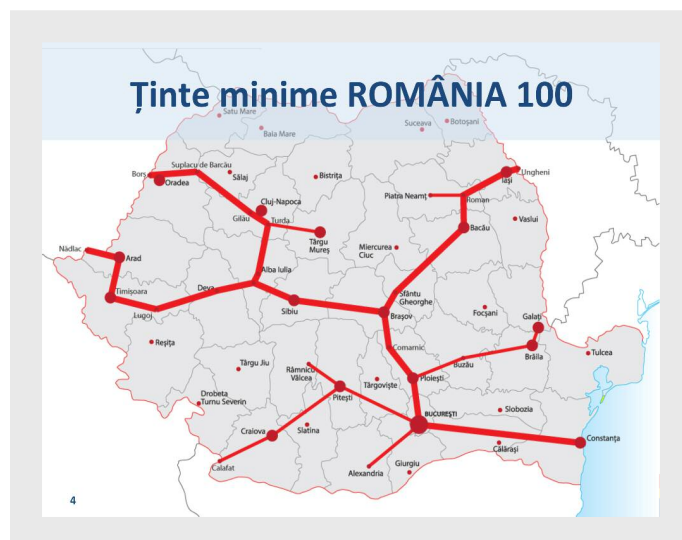 Ținte minime ROMÂNIA 100
Satu Mare
Baia Mare
Suceava
Botoșani
Suplacu de Barcău
Borș
Oradea
Sălaj
Bistrița
Ungheni
Iași
Piatra Neamț
Roman
Cluj-Napoca
Gilău
Turda
Vaslui
Bacău
Târgu
Mureș
Miercurea
Ciuc
Nădlac
Arad
Alba Iulia
Timișoara
Deva
Sfântu
Gheorghe
Lugoj
Sibiu
Brașov
Focșani
Galați
Reșița
Comarnic
Brăila
Tulcea
Târgu Jiu
Râmnicu
Vâlcea
Târgoviște
Ploiești
Buzău
Drobeta
Turnu Severin
Pitești
BUCUREȘTI
Slobozia
Craiova
Slatina
Constanța
Călărași
Calafat
Alexandria
Giurgiu
4